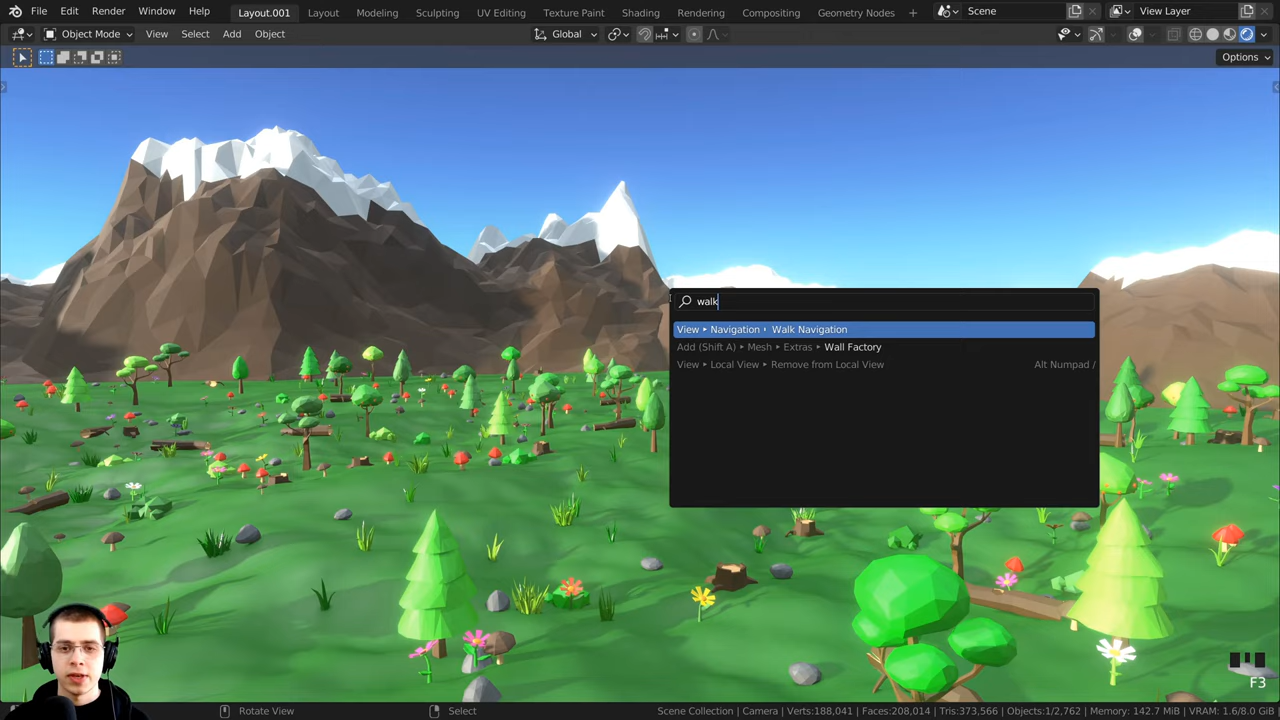 File Edit Render Window Help Layout.001 Layout Modeling Sculpting UV Editing Texture Paint Shading Rendering Compositing Geometry Nodes + Scene View Layer
Object Mode View Select Add Object Global
Options
walk
View ▸ Navigation ▸ Walk Navigation
Add (Shift A) ▸ Mesh ▸ Extras ▸ Wall Factory
View ▸ Local View ▸ Remove from Local View Alt Numpad /
F3
Rotate View Select Scene Collection | Camera | Verts:188,041 | Faces:208,014 | Tris:373,566 | Objects:1/2,762 | Memory: 142.7 MiB | VRAM: 1.6/8.0 GiB